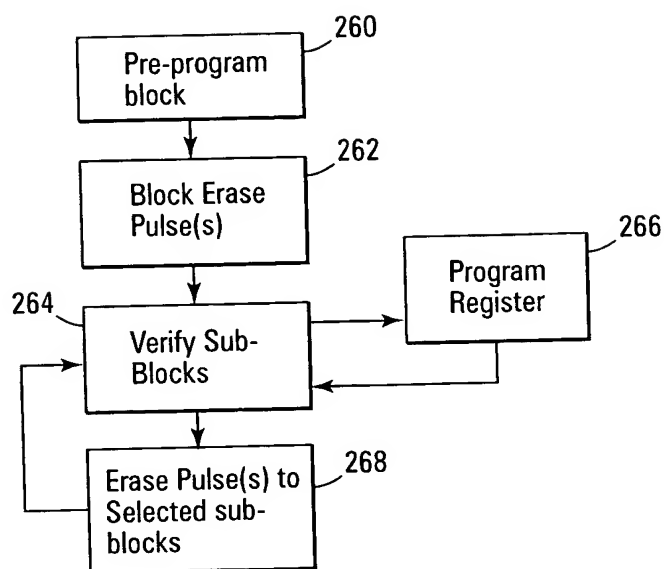 260
Pre-program
block
262
Block Erase
Pulse(s)
266
Program
Register
264
Verify Sub-
Blocks
268
Erase Pulse(s) to
Selected sub-
blocks